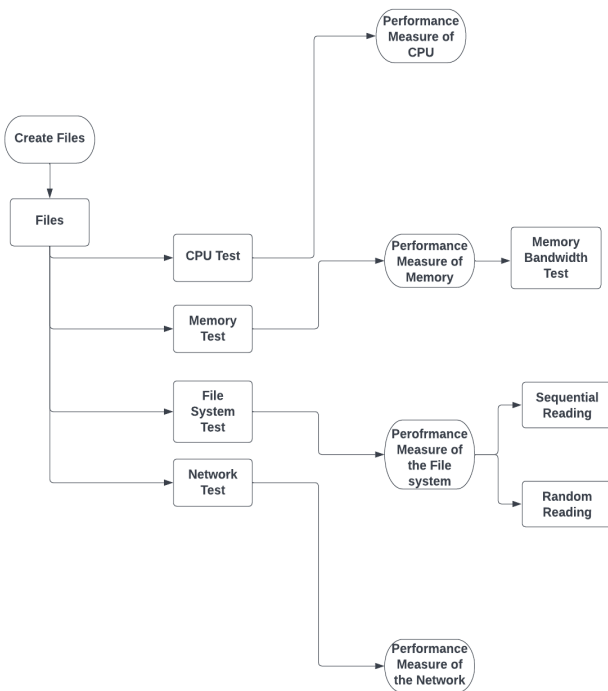 Performance
Measure of
CPU
Create Files
Files
CPU Test
Performance
Measure of
Memory
Memory
Bandwidth
Test
Memory
Test
File
System
Test
Perofrmance
Measure of
the File
system
Sequential
Reading
Network
Test
Random
Reading
Performance
Measure of
the Network